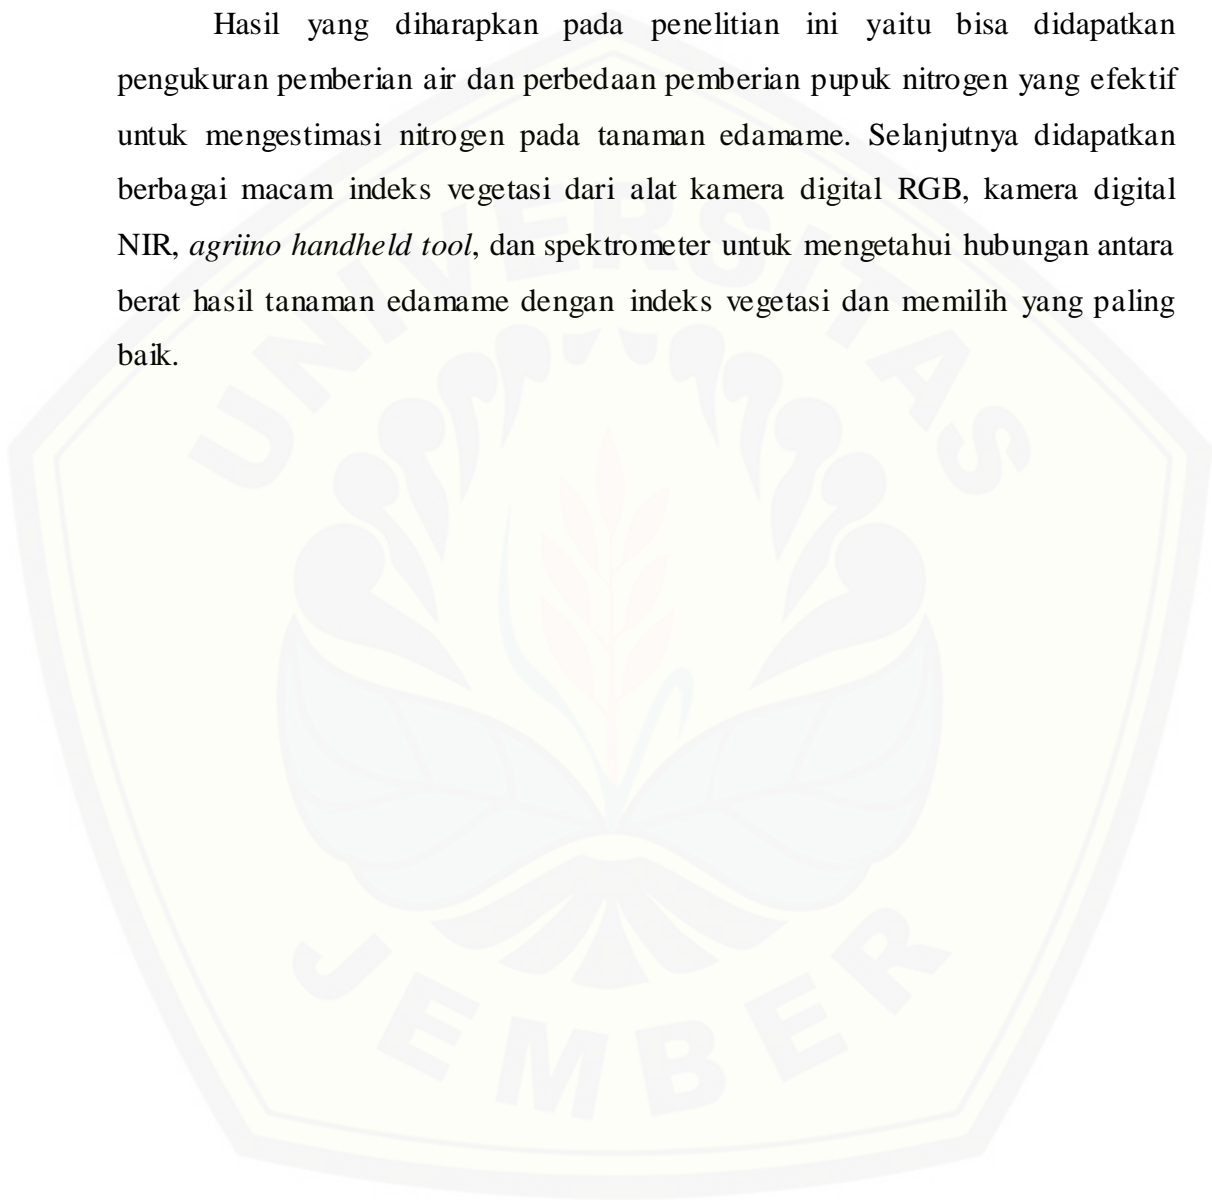 Hasil yang diharapkan pada penelitian ini yaitu bisa didapatkan
pengukuran pemberian air dan perbedaan pemberian pupuk nitrogen yang efektif
untuk mengestimasi nitrogen pada tanaman edamame. Selanjutnya didapatkan
berbagai macam indeks vegetasi dari alat kamera digital RGB, kamera digital
NIR, agriino handheld tool, dan spektrometer untuk mengetahui hubungan antara
berat hasil tanaman edamame dengan indeks vegetasi dan memilih yang paling
baik.
UNIVERSITAS
JEMBER